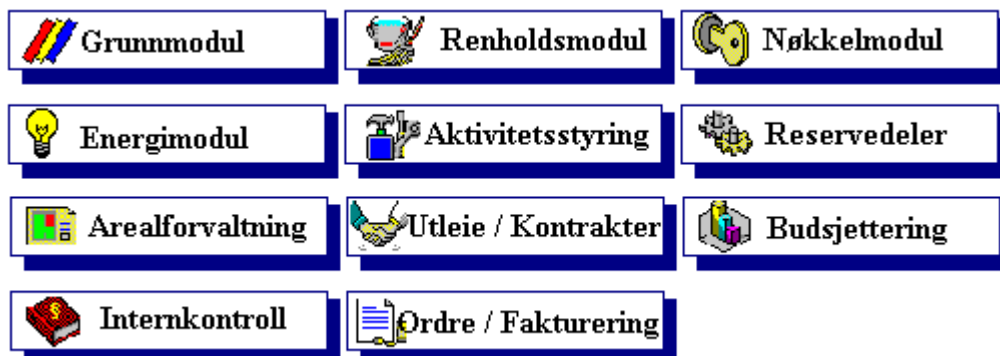 Grunnmodul
Renholdsmodul
Nøkkelmodul
Energimodul
Aktivitetsstyring
Reservedeler
Arealforvaltning
Utleie / Kontrakter
Budsjettering
Internkontroll
Ordre / Fakturering